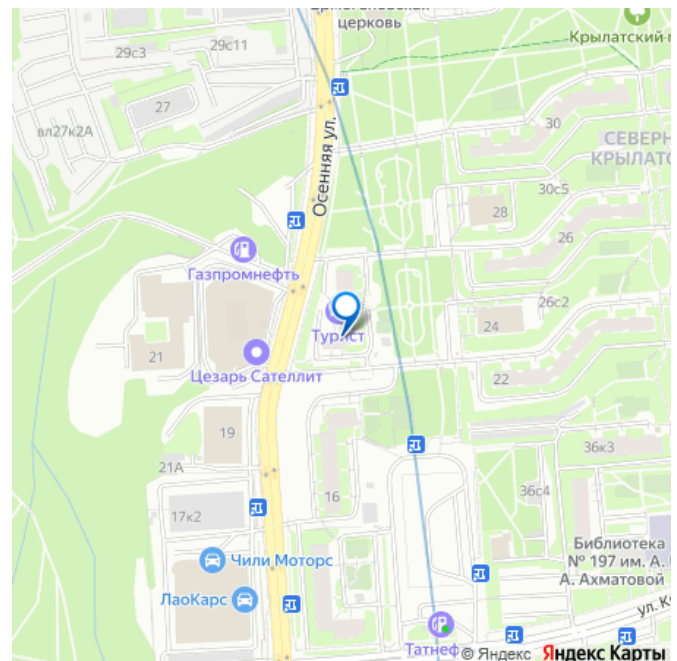 Ермогеновская
церковь
Крылатский п
29с3
29с11
27
вл27к2А
30
СЕВЕРН
КРЫЛАТС
Осенняя ул.
30с5
28
26
Газпромнефть
26с2
Турист
24
21
Цезарь Сателлит
22
19
36к3
21А
36с4
16
17к2
Библиотека
№ 197 им. А.
А. Ахматовой
Чили Моторс
ЛаоКарс
ул. К
Татнеф
© Яндекс Яндекс Карты